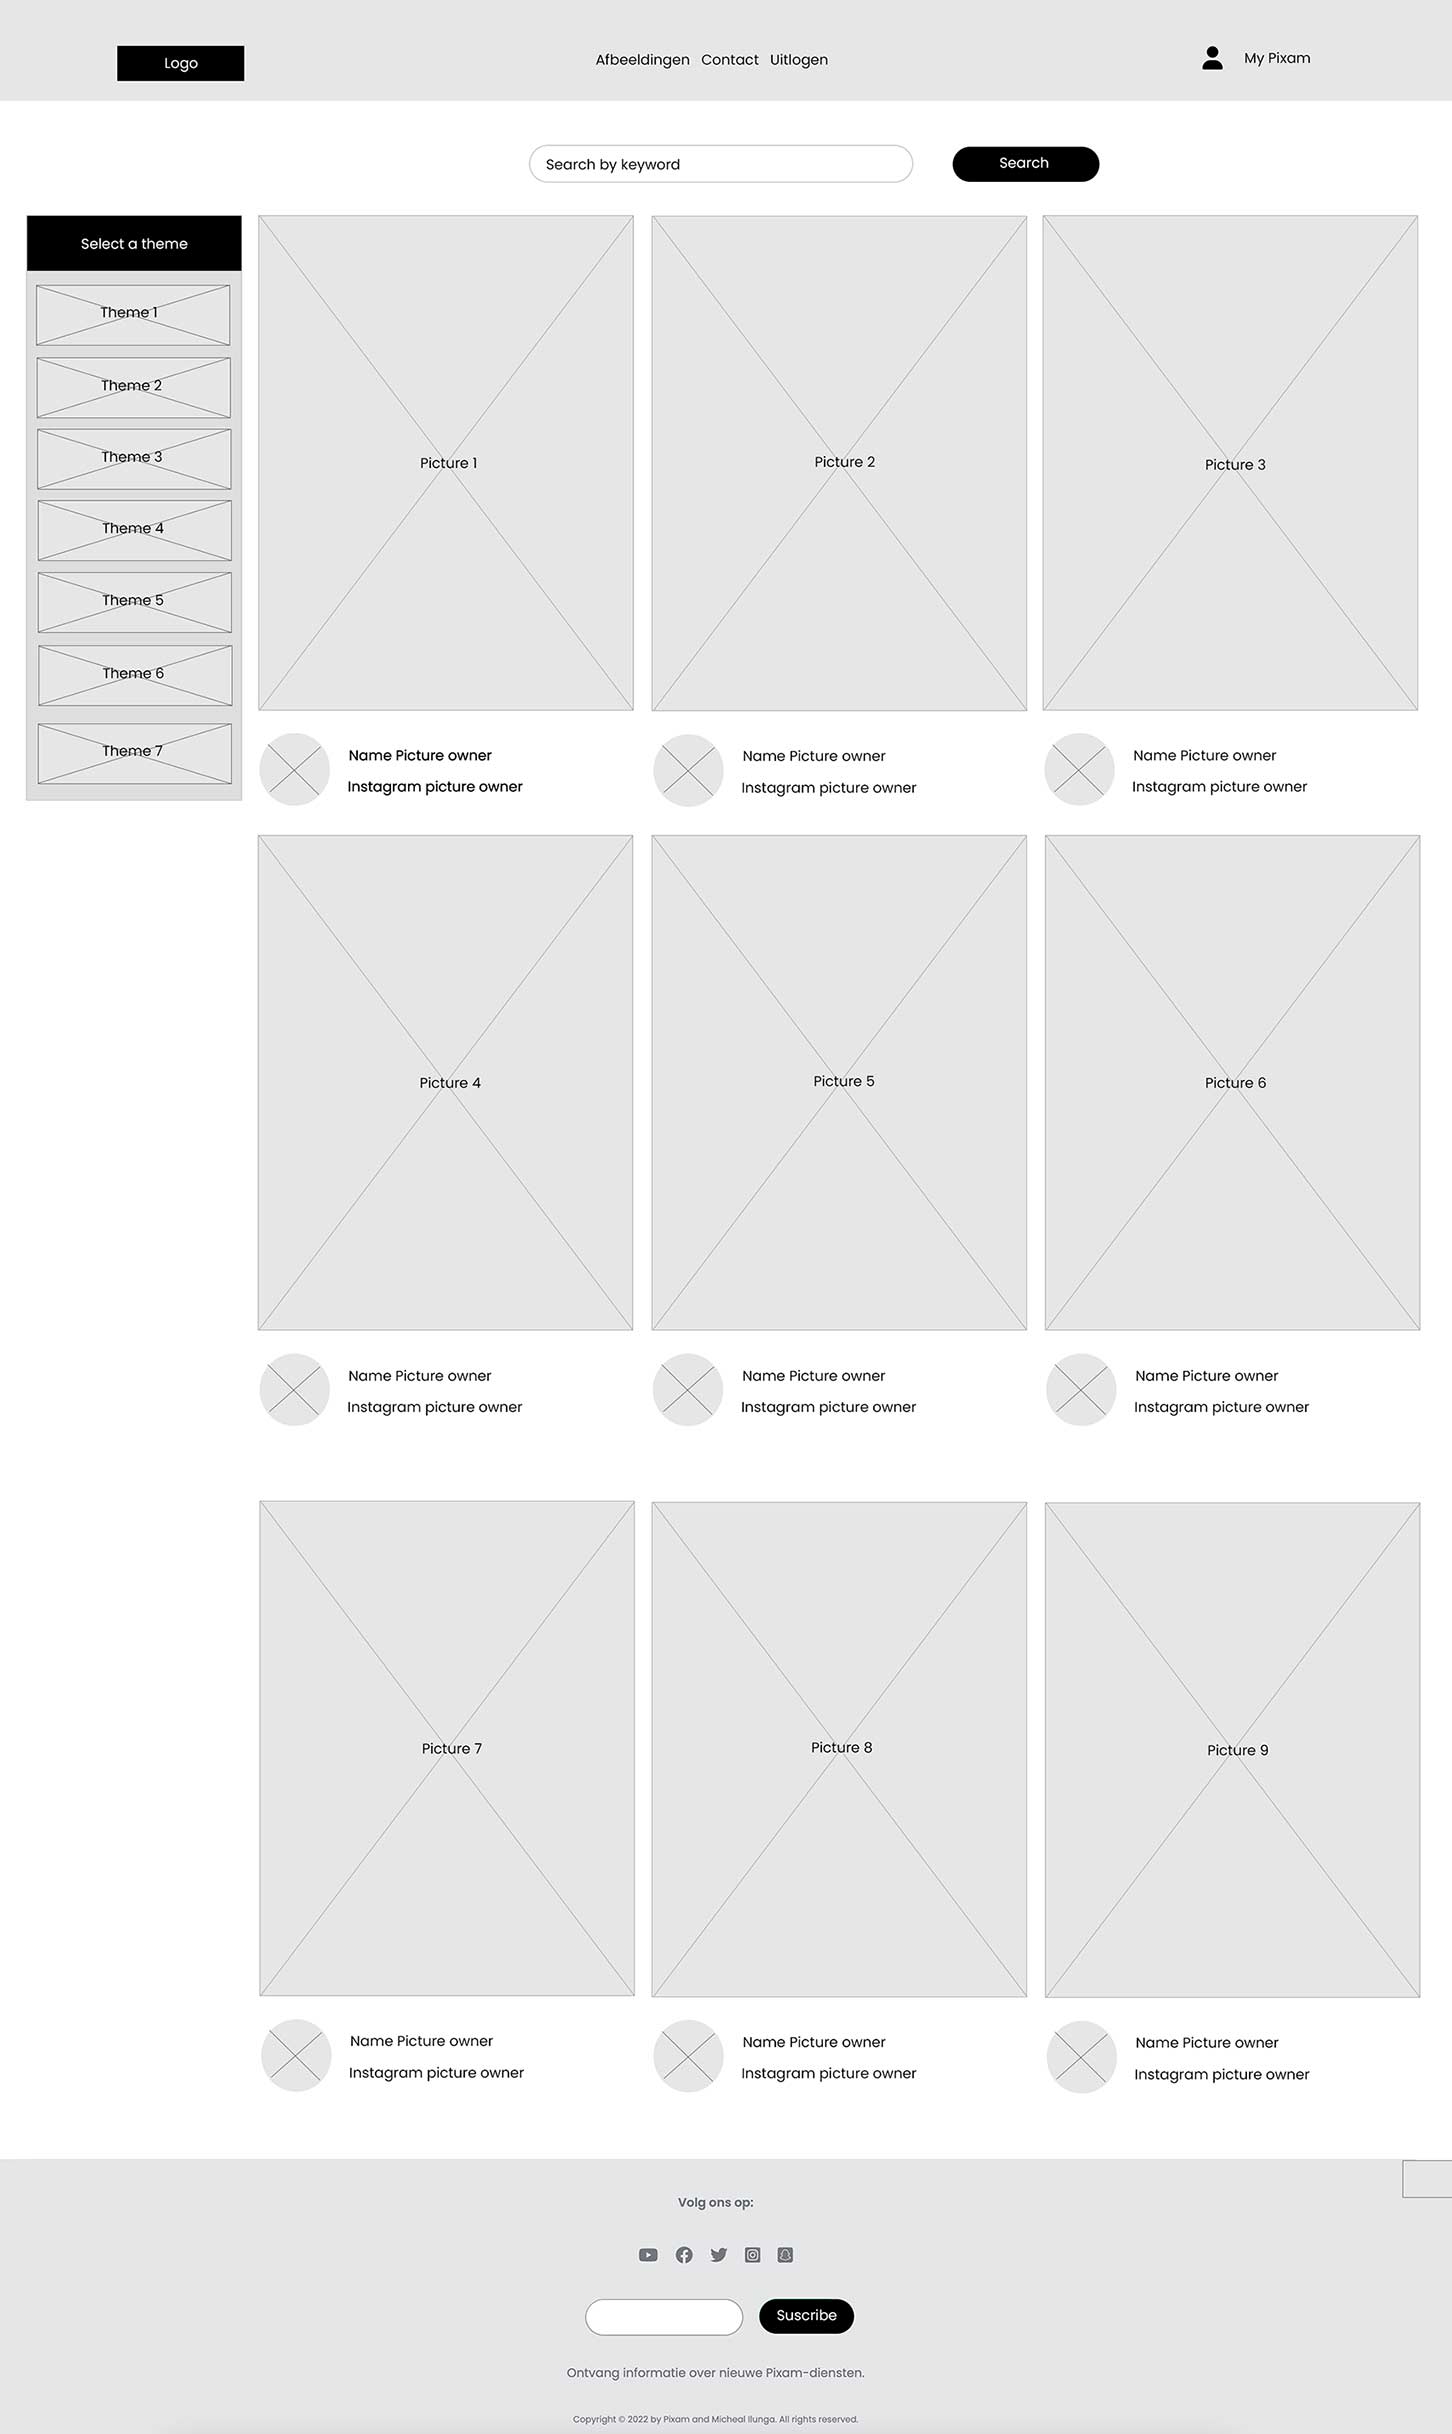 Logo
Afbeeldingen Contact Uitlogen
My Pixam
Search by keyword
Search
Select a theme
Theme 1
Theme 2
Theme 3
Theme 4
Theme 5
Theme 6
Theme 7
Picture 1
Picture 2
Picture 3
Name Picture owner
Instagram picture owner
Name Picture owner
Instagram picture owner
Name Picture owner
Instagram picture owner
Picture 4
Picture 5
Picture 6
Name Picture owner
Instagram picture owner
Name Picture owner
Instagram picture owner
Name Picture owner
Instagram picture owner
Picture 7
Picture 8
Picture 9
Name Picture owner
Instagram picture owner
Name Picture owner
Instagram picture owner
Name Picture owner
Instagram picture owner
Volg ons op:
Suscribe
Ontvang informatie over nieuwe Pixam-diensten.
Copyright © 2022 by Pixam and Micheal Ilunga. All rights reserved.